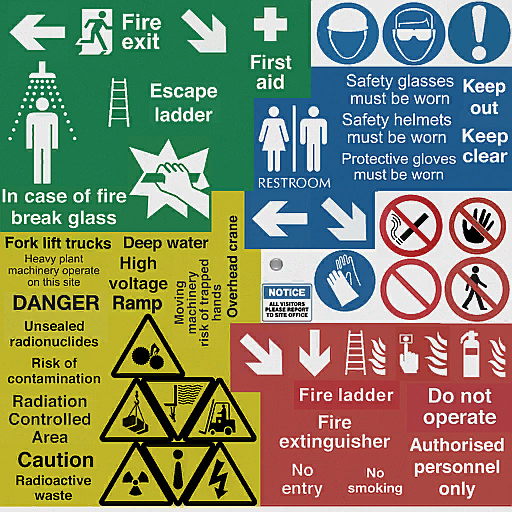 Fire
exit
First
aid
Escape
ladder
In case of fire
break glass
Safety glasses
must be worn
Safety helmets
must be worn
Protective gloves
must be worn
Keep
out
Keep
clear
RESTROOM
Fork lift trucks
Heavy plant
machinery operate
on this site
DANGER
Unsealed
radionuclides
Risk of
contamination
Radiation
Controlled
Area
Caution
Radioactive
waste
Deep water
High
voltage
Ramp
Moving
machinery
risk of trapped
hands
Overhead crane
NOTICE
ALL VISITORS
PLEASE REPORT
TO SITE OFFICE
Fire ladder
Fire
extinguisher
No
entry
No
smoking
Do not
operate
Authorised
personnel
only